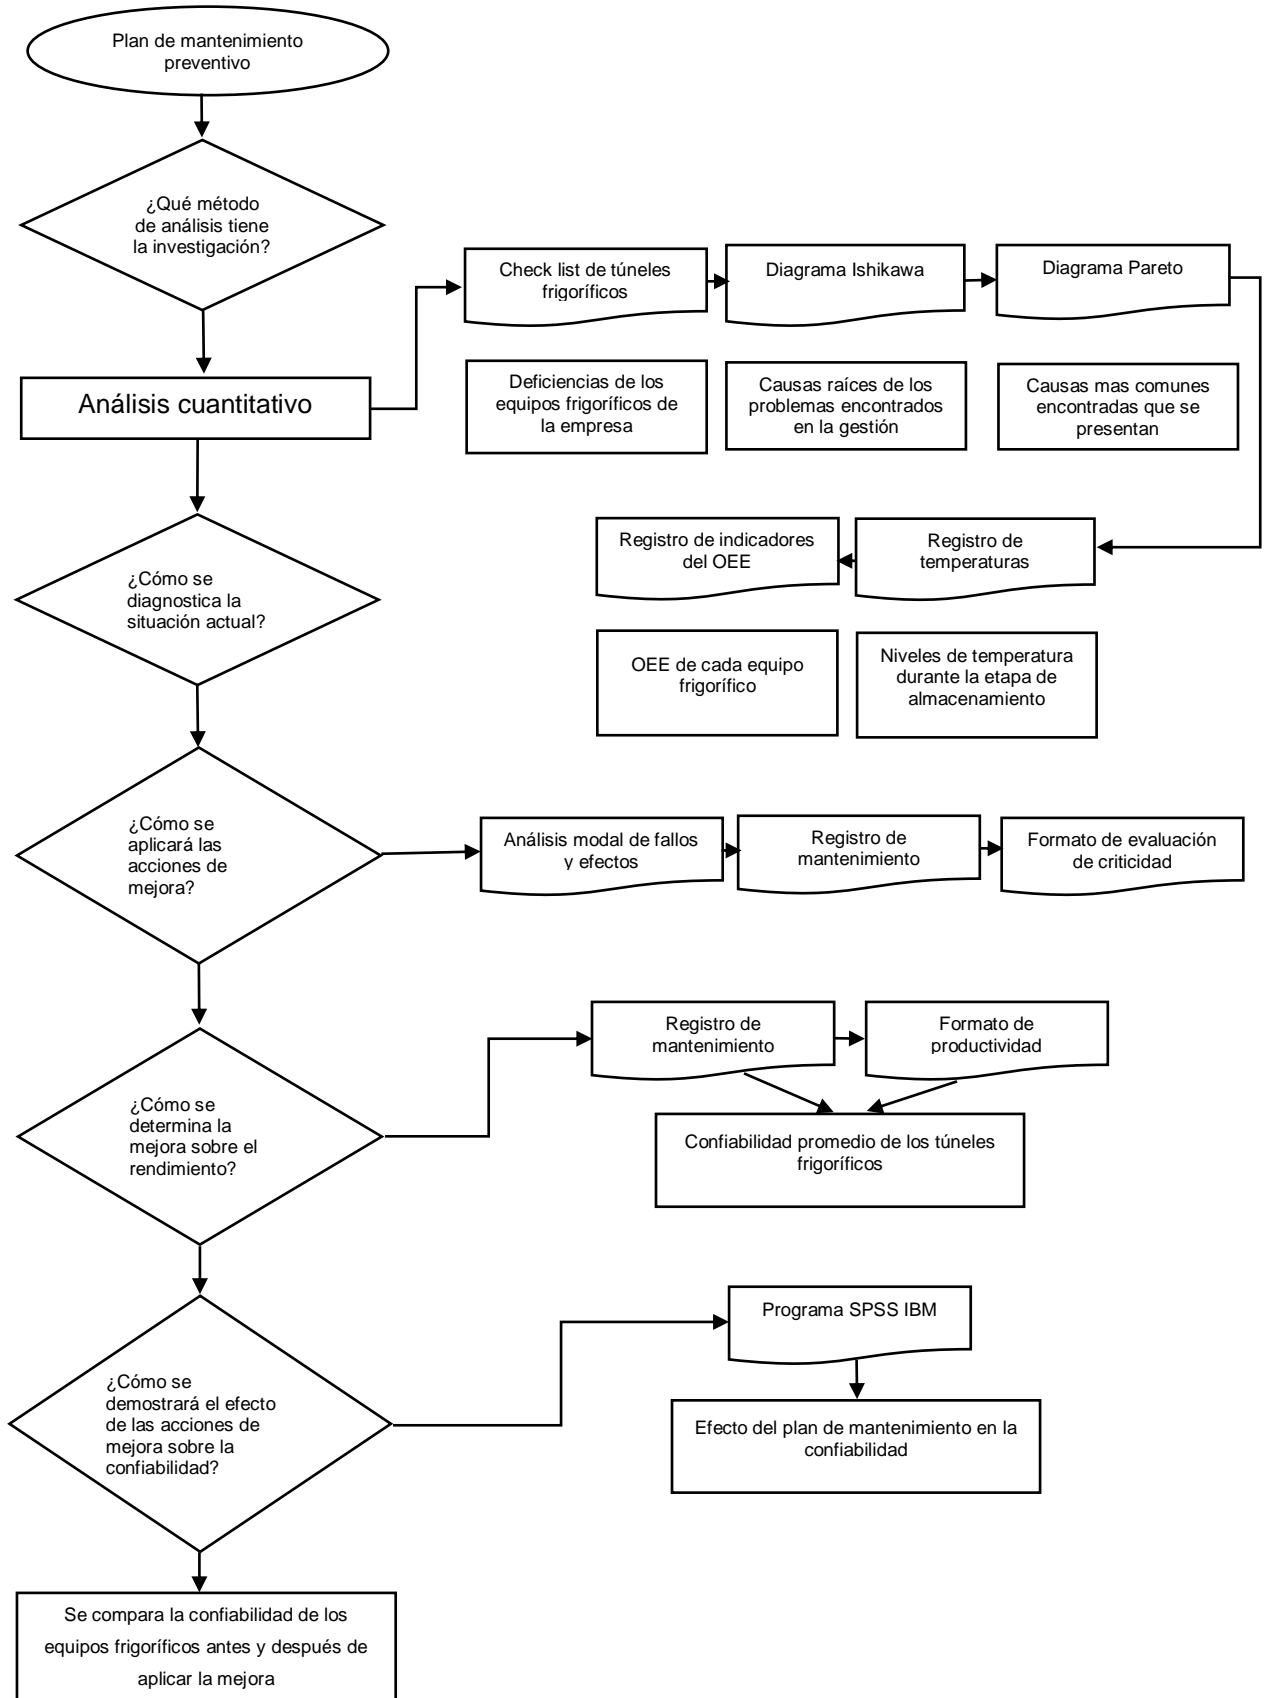 Plan de mantenimiento
preventivo
¿Qué método
de análisis tiene
la investigación?
Check list de túneles
frigoríficos
Diagrama Ishikawa
Diagrama Pareto
Análisis cuantitativo
Deficiencias de los
equipos frigoríficos de
la empresa
Causas raíces de los
problemas encontrados
en la gestión
Causas mas comunes
encontradas que se
presentan
Registro de indicadores
del OEE
Registro de
temperaturas
¿Cómo se
diagnostica la
situación actual?
OEE de cada equipo
frigorífico
Niveles de temperatura
durante la etapa de
almacenamiento
¿Cómo se
aplicará las
acciones de
mejora?
Análisis modal de fallos
y efectos
Registro de
mantenimiento
Formato de evaluación
de criticidad
Registro de
mantenimiento
Formato de
productividad
¿Cómo se
determina la
mejora sobre el
rendimiento?
Confiabilidad promedio de los túneles
frigoríficos
Programa SPSS IBM
¿Cómo se
demostrará el efecto
de las acciones de
mejora sobre la
confiabilidad?
Efecto del plan de mantenimiento en la
confiabilidad
Se compara la confiabilidad de los
equipos frigoríficos antes y después de
aplicar la mejora